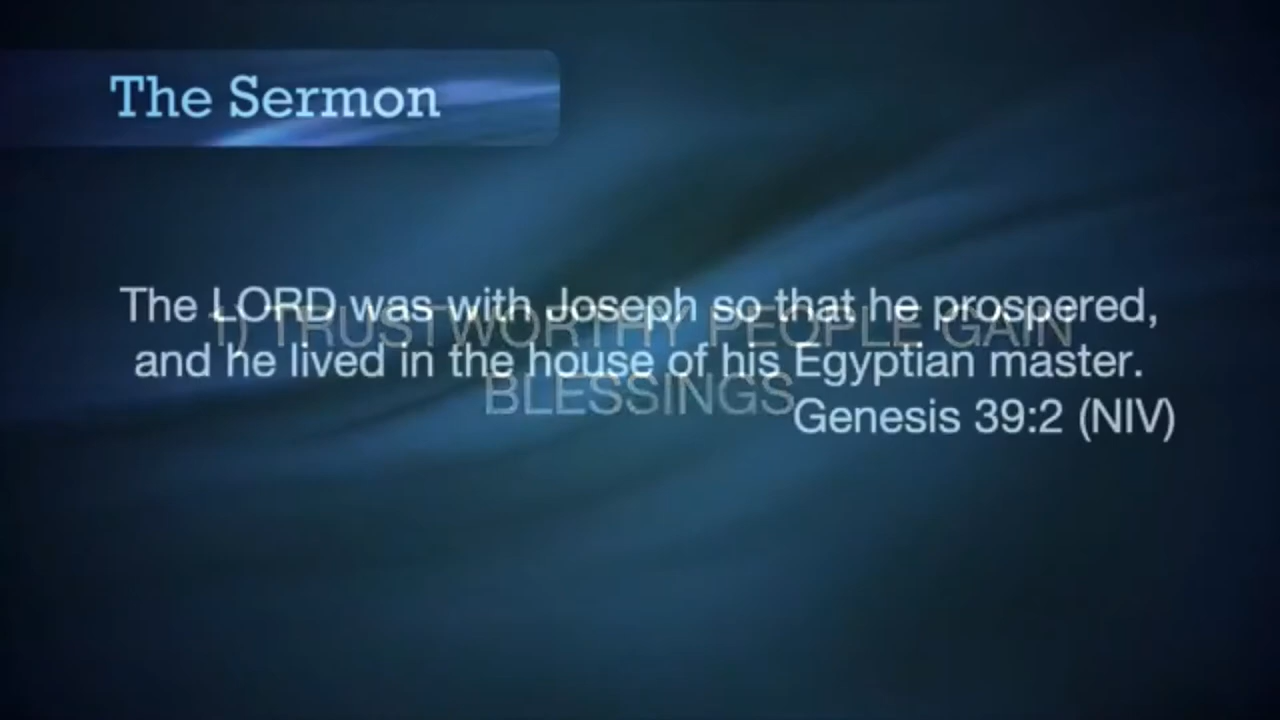 The Sermon
The LORD was with Joseph so that he prospered,
1) TRUSTWORTHY PEOPLE GAIN
and he lived in the house of his Egyptian master.
BLESSINGS
Genesis 39:2 (NIV)